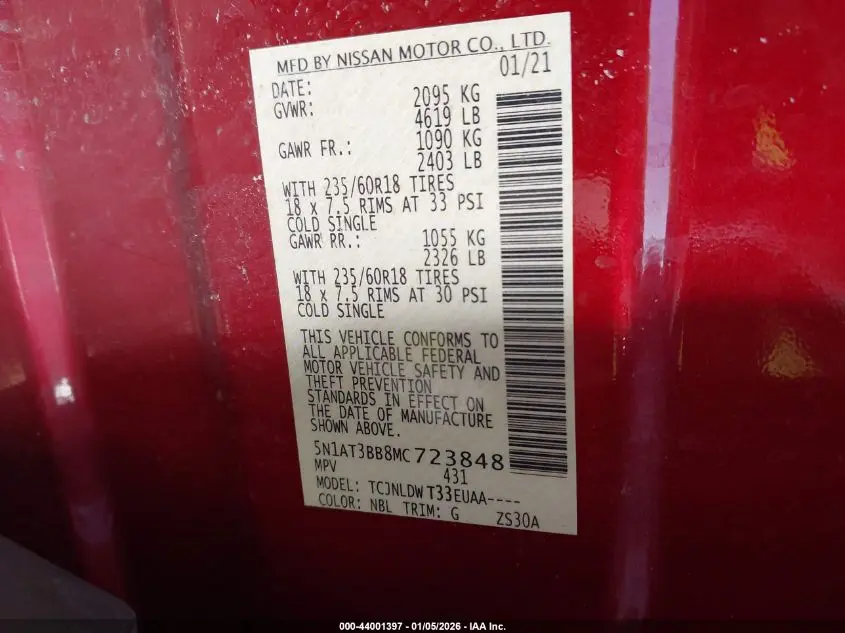 MFD BY NISSAN MOTOR CO., LTD.
DATE: 01/21
GVWR: 2095 KG
4619 LB
GAWR FR.: 1090 KG
2403 LB
WITH 235/60R18 TIRES
18 x 7.5 RIMS AT 33 PSI
COLD SINGLE
GAWR RR.: 1055 KG
2326 LB
WITH 235/60R18 TIRES
18 x 7.5 RIMS AT 30 PSI
COLD SINGLE
THIS VEHICLE CONFORMS TO
ALL APPLICABLE FEDERAL
MOTOR VEHICLE SAFETY AND
THEFT PREVENTION
STANDARDS IN EFFECT ON
THE DATE OF MANUFACTURE
SHOWN ABOVE.
5N1AT3BB8MC723848
MPV 431
MODEL: TCJNLDW T33EUAA----
COLOR: NBL TRIM: G ZS30A
000-44001397 - 01/05/2026 - IAA Inc.